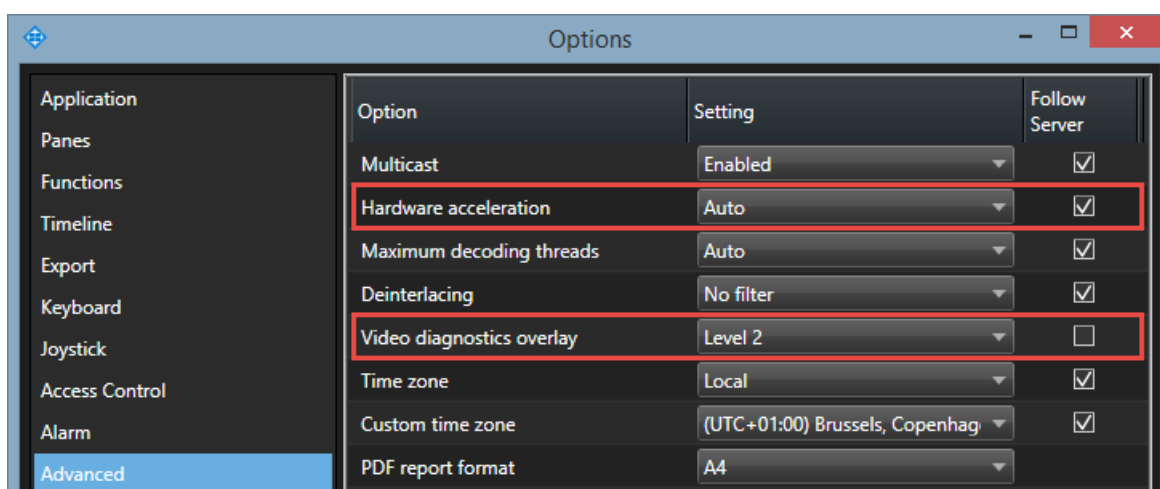 Options
Application
Panes
Functions
Timeline
Export
Keyboard
Joystick
Access Control
Alarm
Advanced
Option Setting Follow Server
Multicast Enabled
Hardware acceleration Auto
Maximum decoding threads Auto
Deinterlacing No filter
Video diagnostics overlay Level 2
Time zone Local
Custom time zone (UTC+01:00) Brussels, Copenhag
PDF report format A4